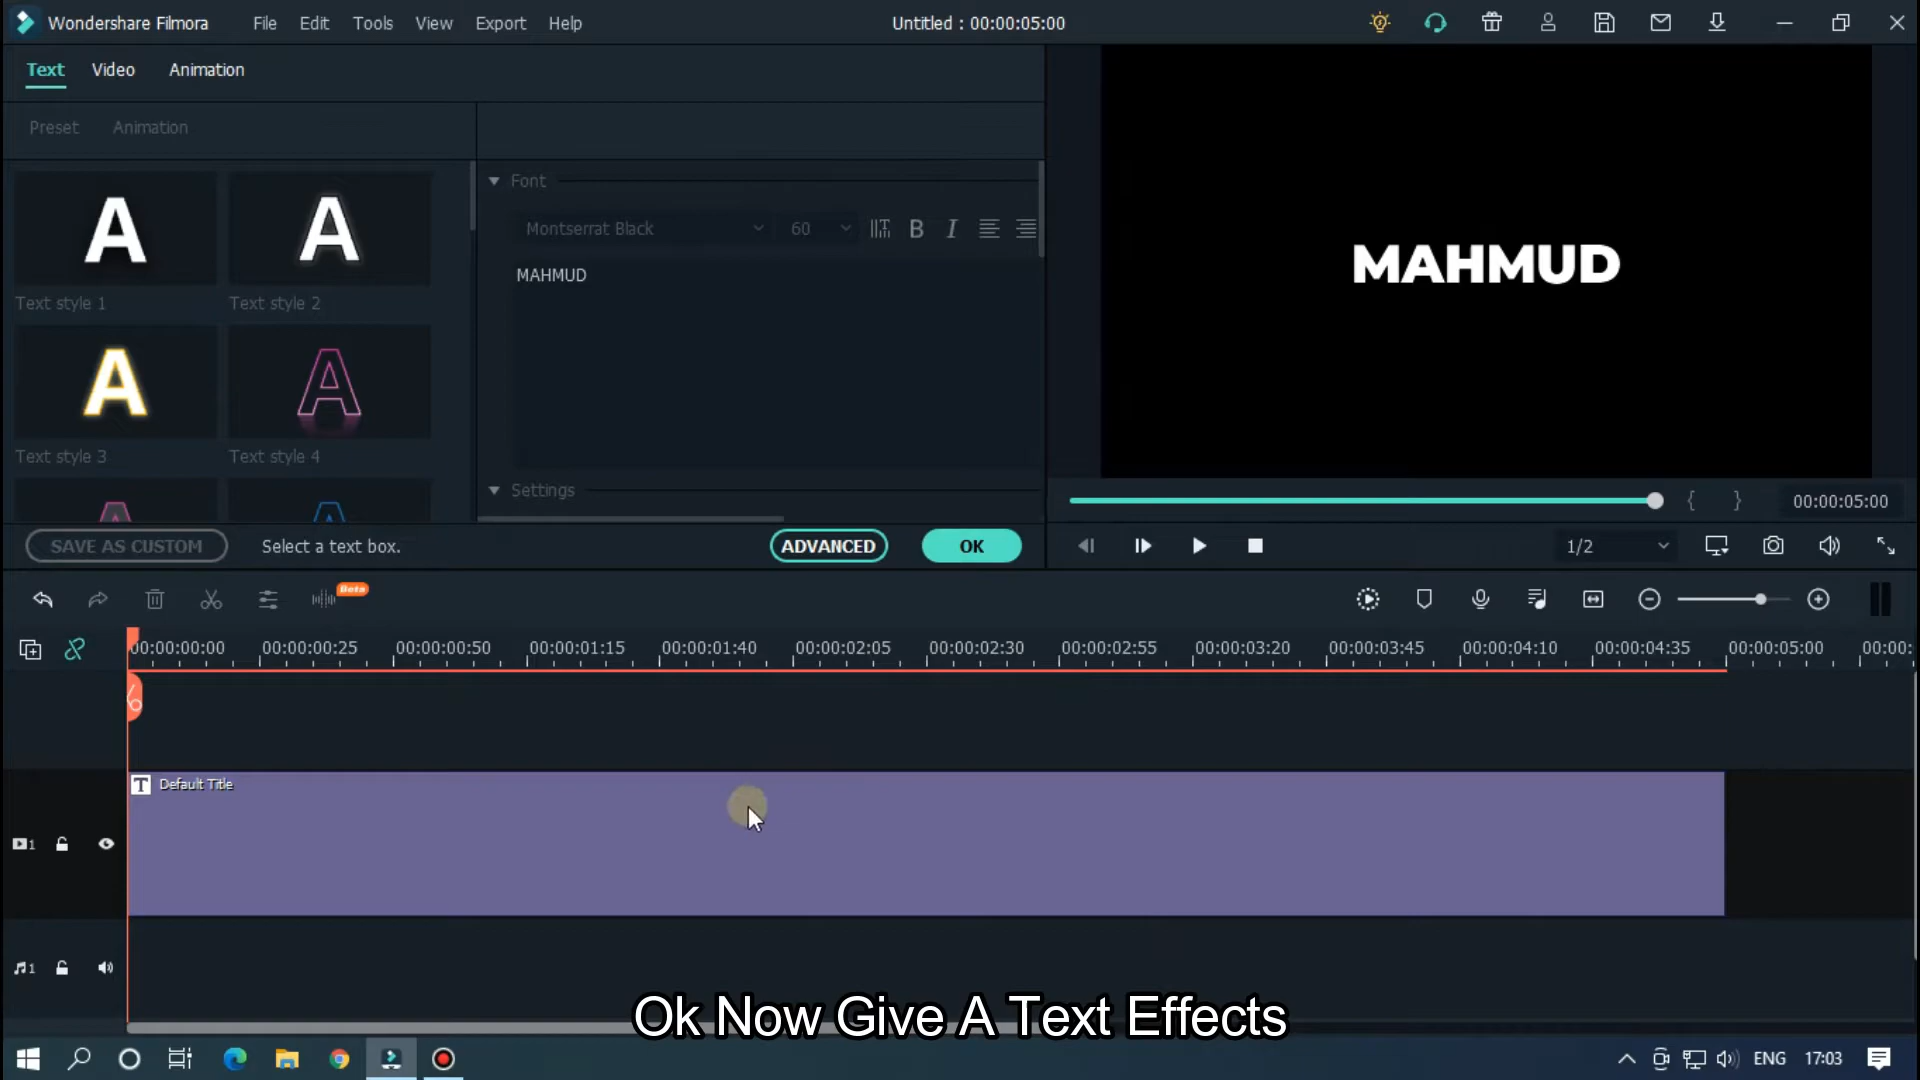 Wondershare Filmora File Edit Tools View Export Help Untitled : 00:00:05:00
Text Video Animation
Preset Animation
Font
Montserrat Black 60 B I
MAHMUD
MAHMUD
A A
Text style 1 Text style 2
A A
Text style 3 Text style 4
Settings
{ } 00:00:05:00
SAVE AS CUSTOM Select a text box. ADVANCED OK
1/2
Beta
00:00:00:00 00:00:00:25 00:00:00:50 00:00:01:15 00:00:01:40 00:00:02:05 00:00:02:30 00:00:02:55 00:00:03:20 00:00:03:45 00:00:04:10 00:00:04:35 00:00:05:00 00:00:
T Default Title
1
1
Ok Now Give A Text Effects
ENG 17:03